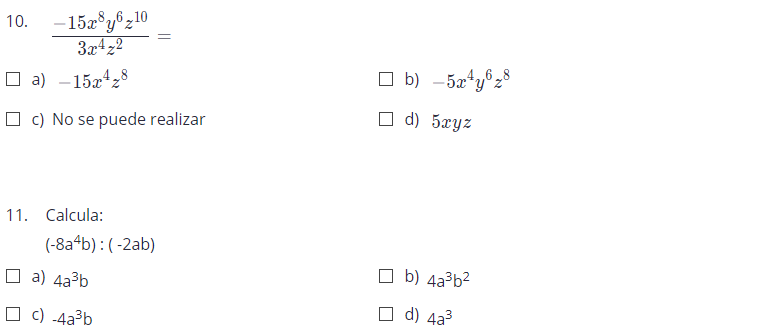 10. \frac{-15x^8y^6z^{10}}{3x^4z^2} =
a) -15x^4z^8
b) -5x^4y^6z^8
c) No se puede realizar
d) 5xyz
11. Calcula:
(-8a⁴b) : ( -2ab)
a) 4a³b
b) 4a³b²
c) -4a³b
d) 4a³